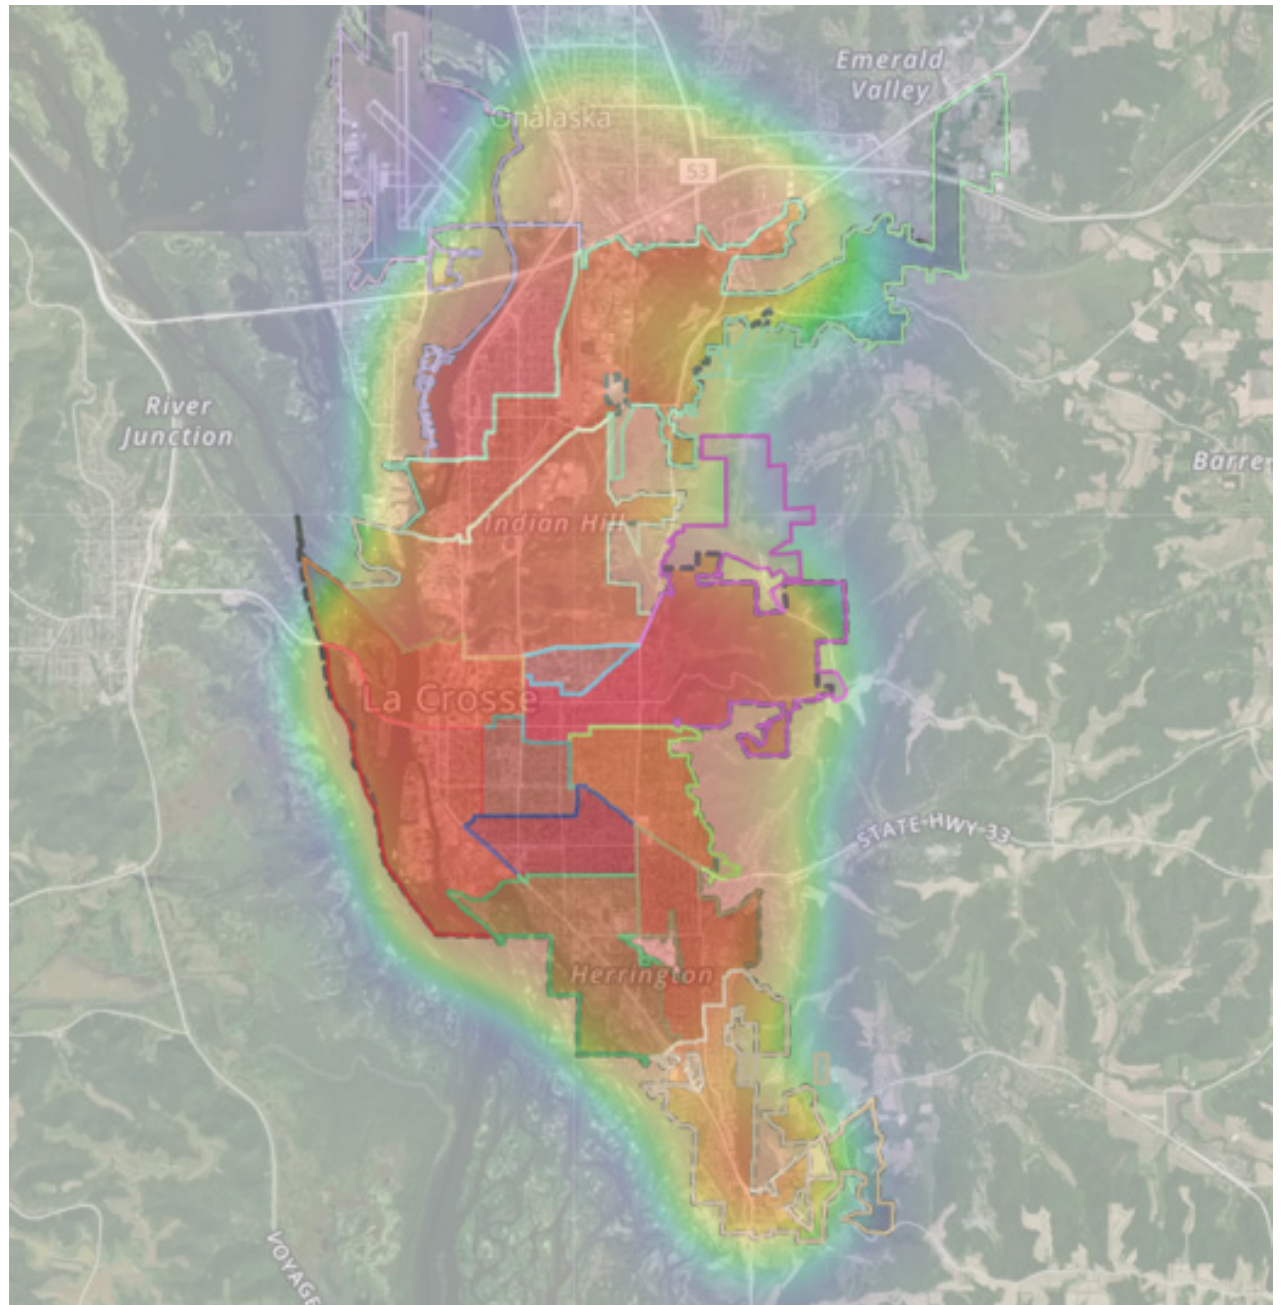 Emerald
Valley
Onalaska
53
River
Junction
Barre
Indian Hill
La Crosse
STATE HWY 33
Herrington
VOYAGE